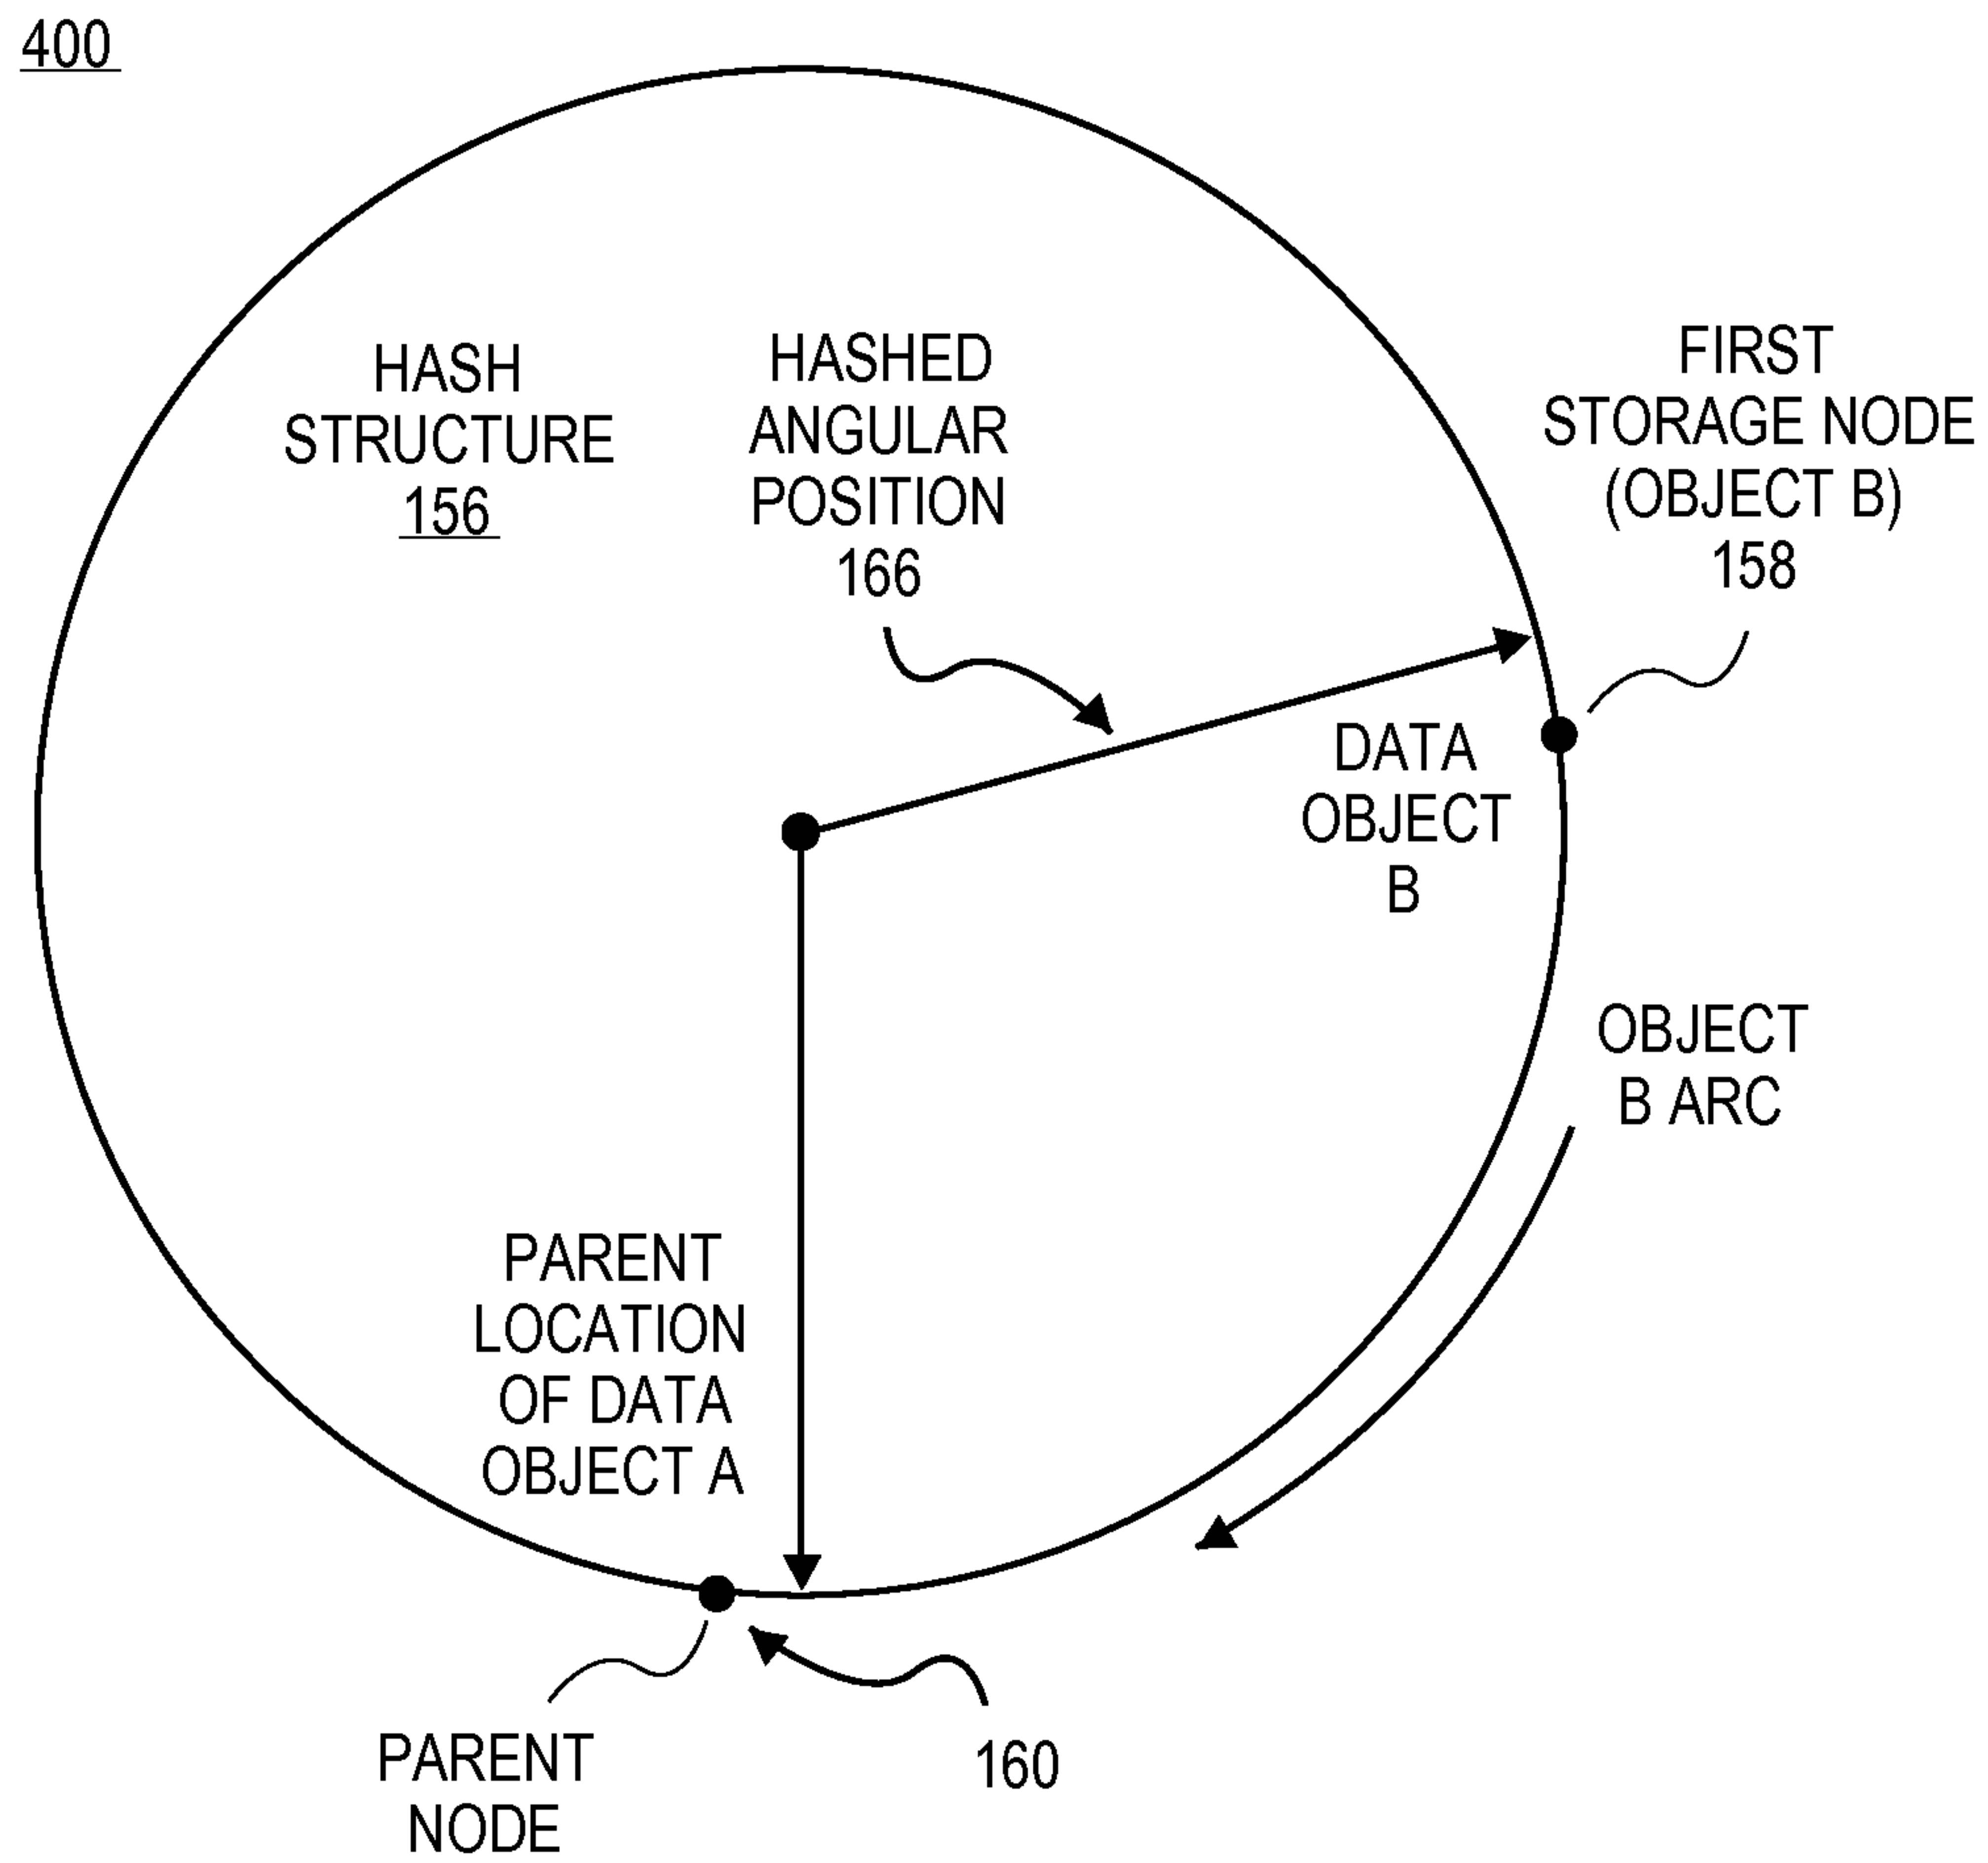 400
HASH
STRUCTURE
156
HASHED
ANGULAR
POSITION
166
FIRST
STORAGE NODE
(OBJECT B)
158
DATA
OBJECT
B
OBJECT
B ARC
PARENT
LOCATION
OF DATA
OBJECT A
PARENT
NODE
160